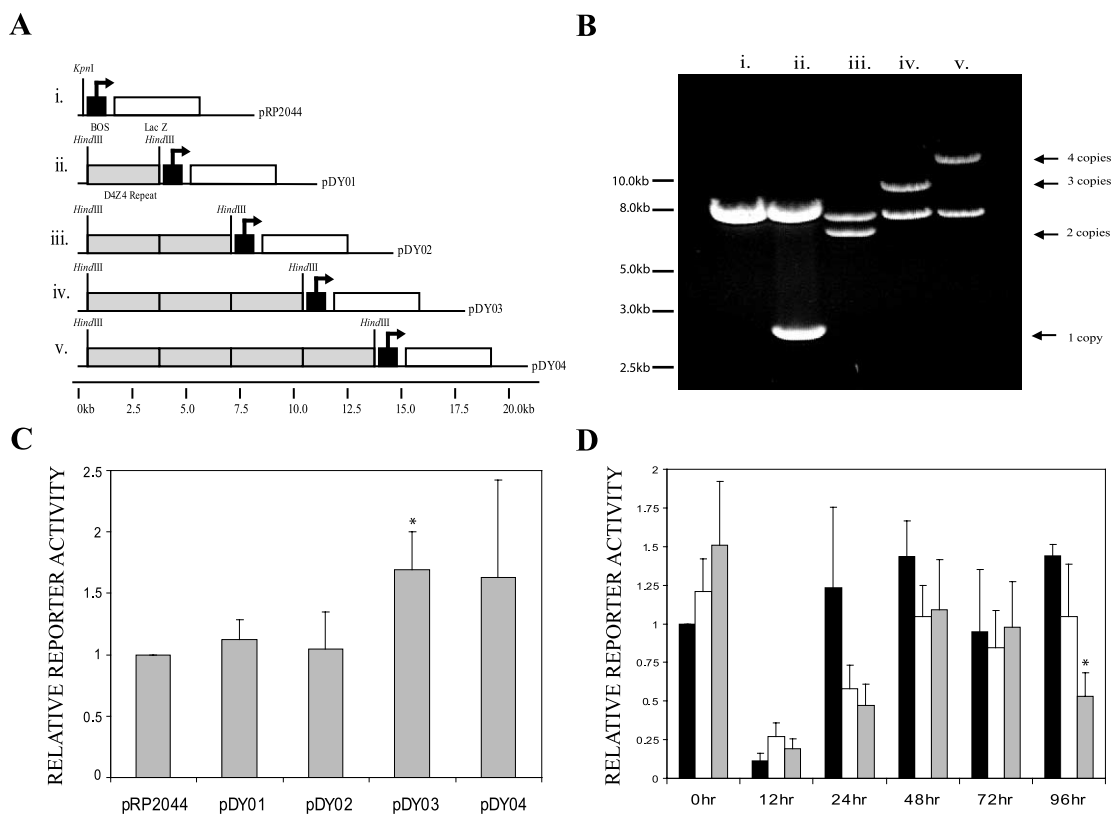 A
KpnI
i.
pRP2044
BOS
Lac Z
HindIII
HindIII
ii.
pDY01
D4Z4 Repeat
HindIII
HindIII
iii.
pDY02
HindIII
HindIII
iv.
pDY03
HindIII
HindIII
v.
pDY04
0kb 2.5 5.0 7.5 10.0 12.5 15.0 17.5 20.0kb
B
i. ii. iii. iv. v.
10.0kb
8.0kb
5.0kb
3.0kb
2.5kb
4 copies
3 copies
2 copies
1 copy
C
RELATIVE REPORTER ACTIVITY
2.5
2
1.5
1
0.5
0
*
pRP2044 pDY01 pDY02 pDY03 pDY04
D
RELATIVE REPORTER ACTIVITY
2
1.75
1.5
1.25
1
0.75
0.5
0.25
0
*
0hr 12hr 24hr 48hr 72hr 96hr